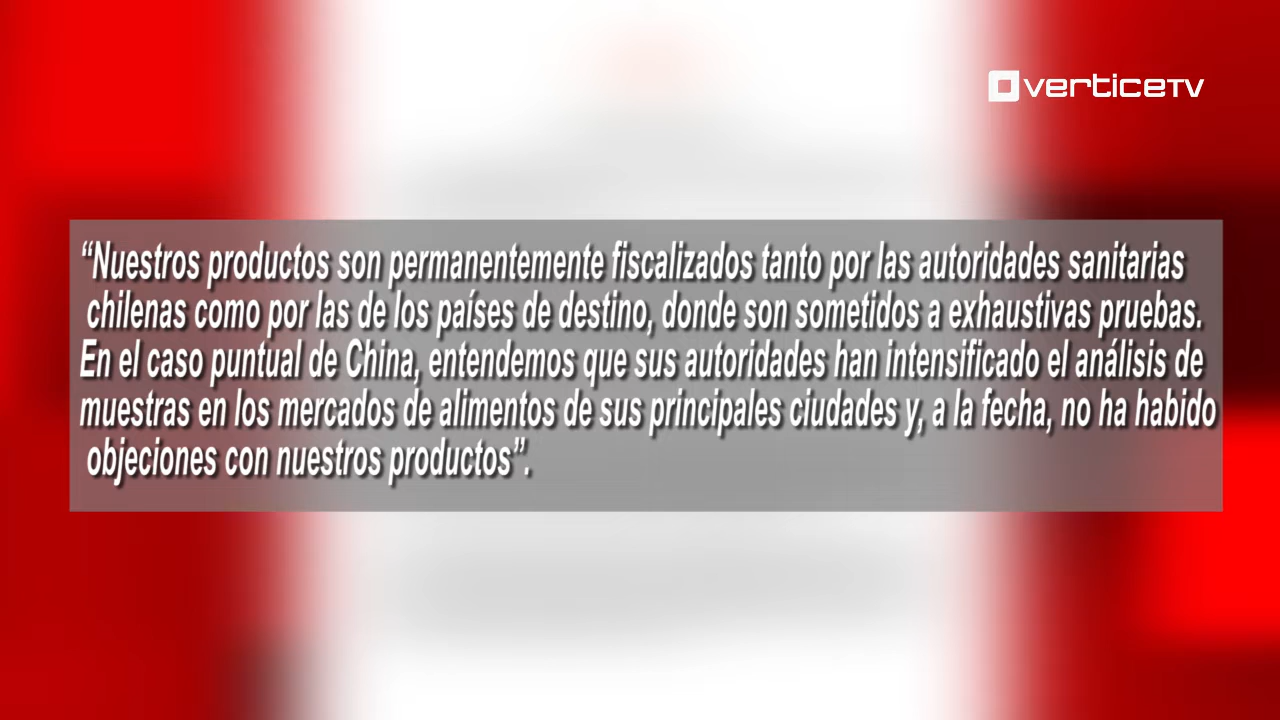 verticeTV
“Nuestros productos son permanentemente fiscalizados tanto por las autoridades sanitarias
chilenas como por las de los países de destino, donde son sometidos a exhaustivas pruebas.
En el caso puntual de China, entendemos que sus autoridades han intensificado el análisis de
muestras en los mercados de alimentos de sus principales ciudades y, a la fecha, no ha habido
objeciones con nuestros productos”.